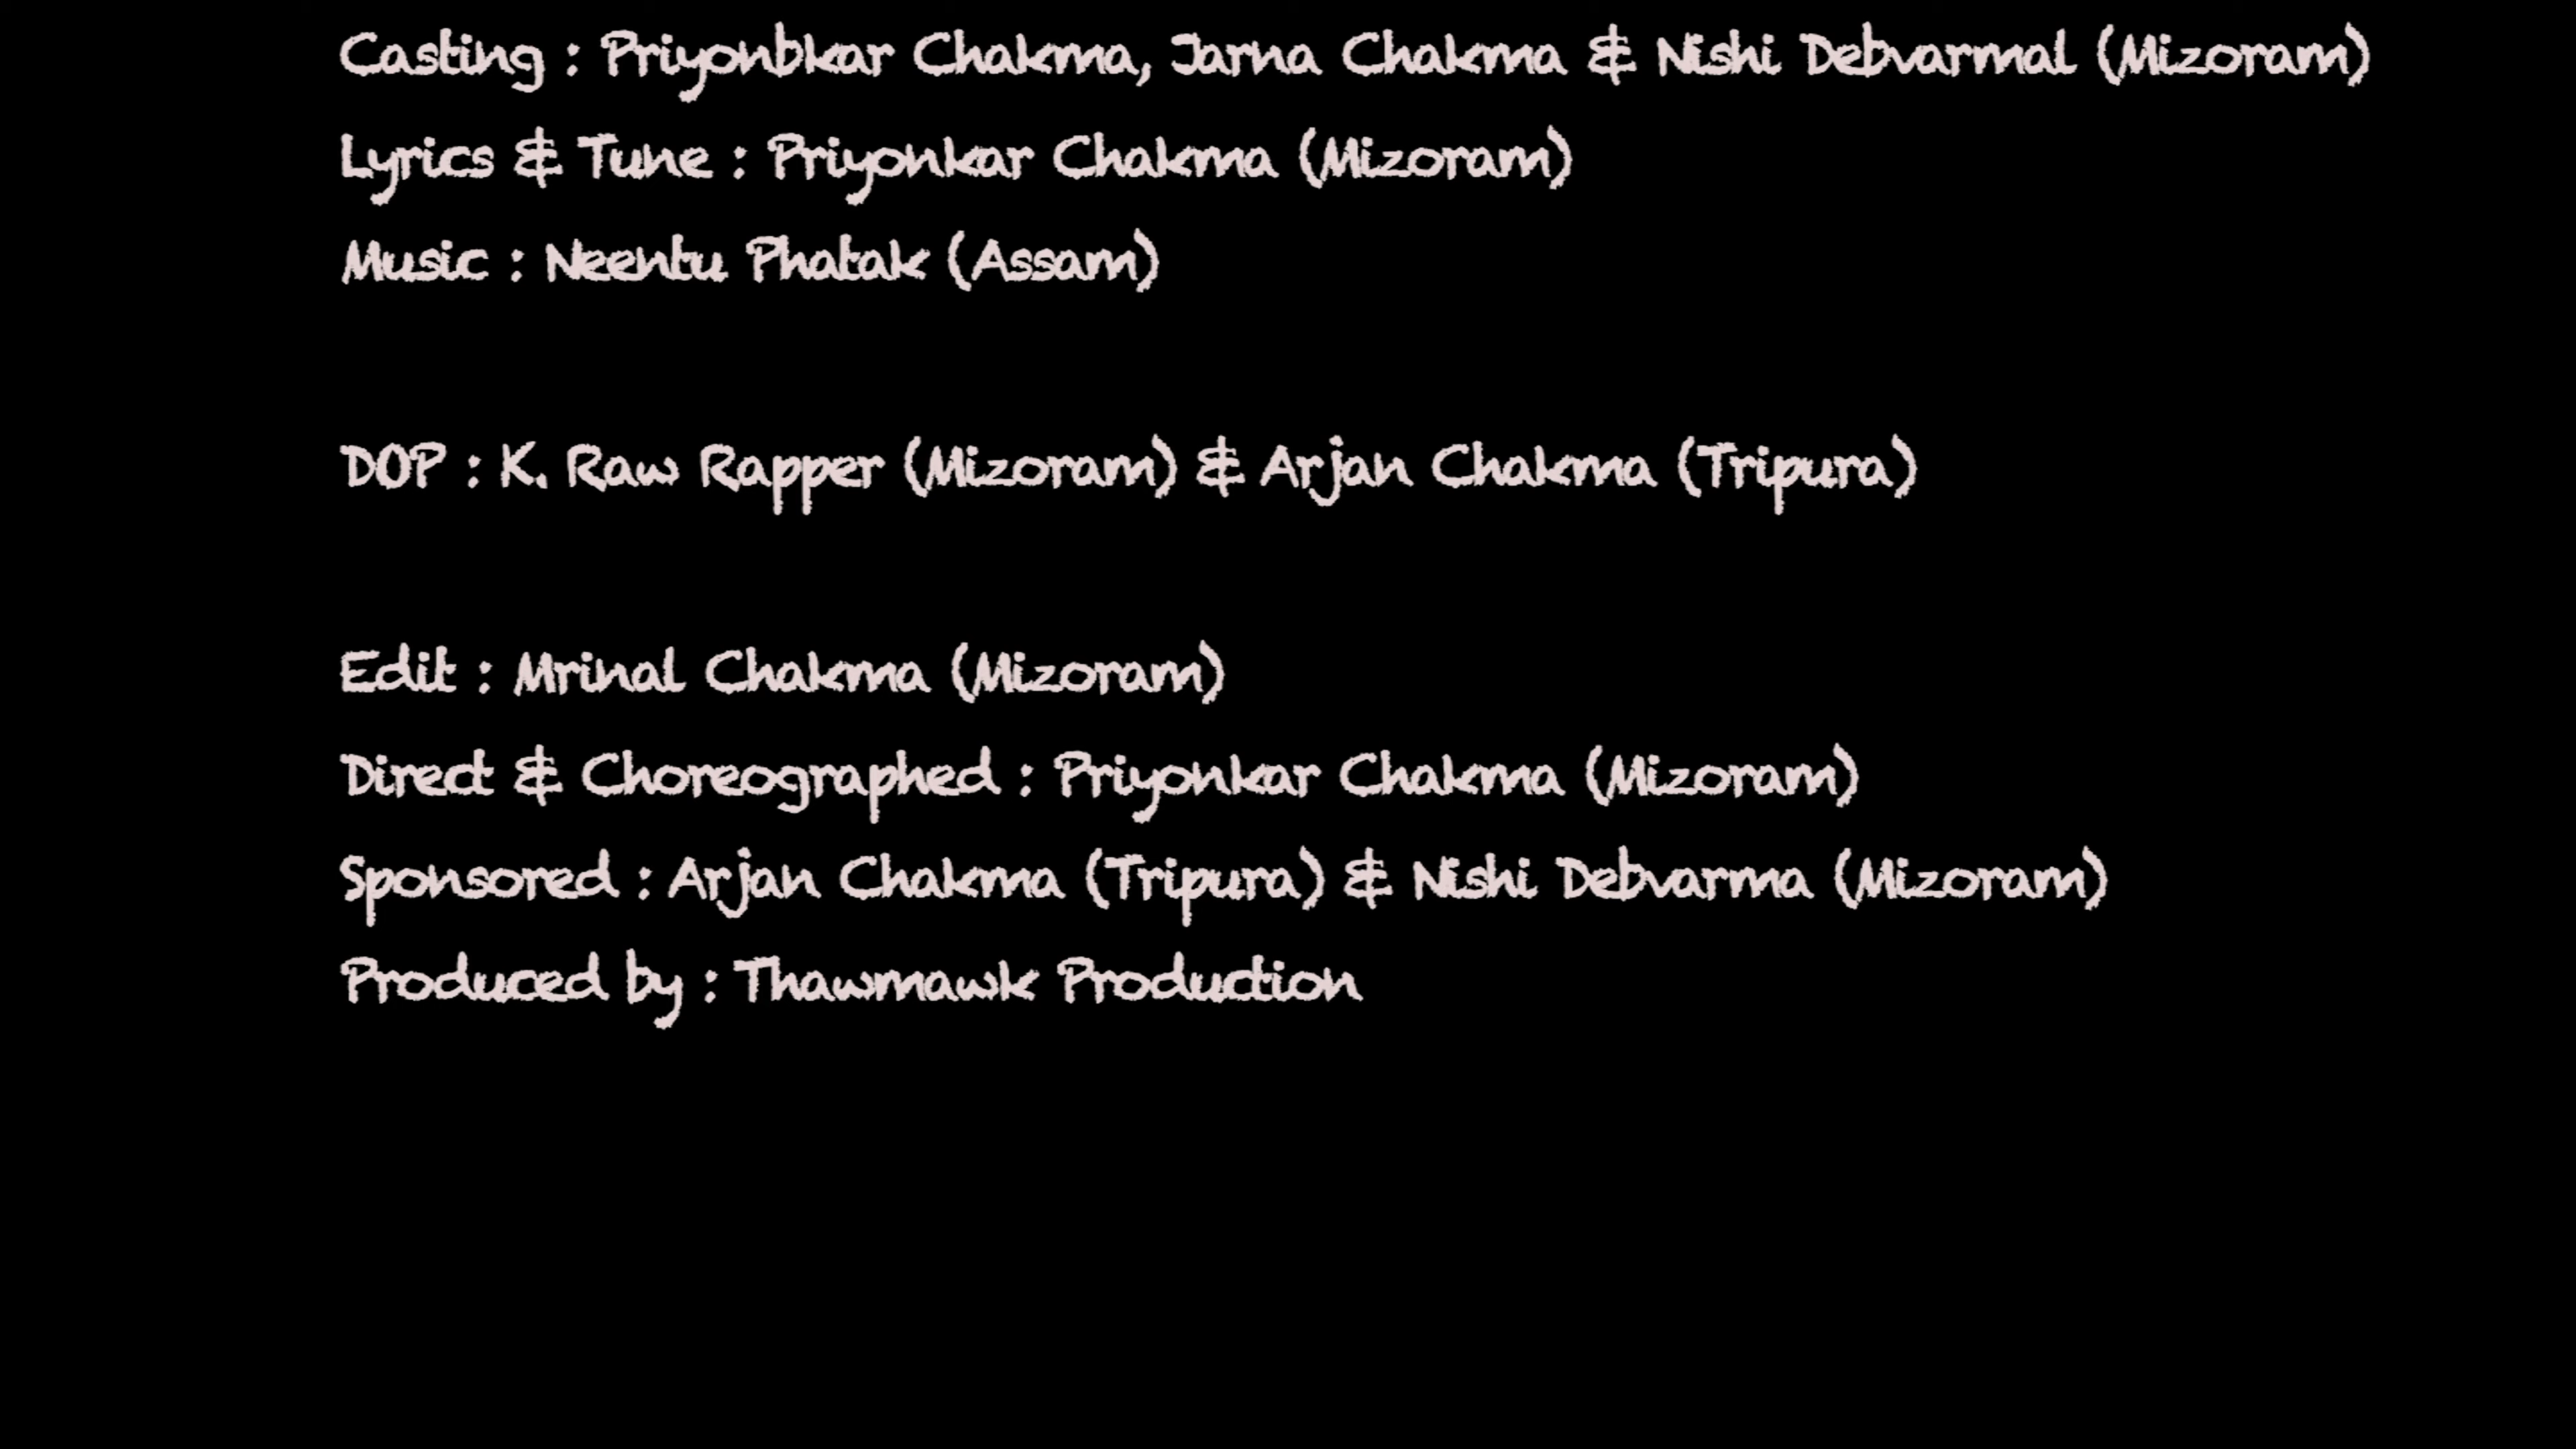 Casting : Priyonbkar Chakma, Jarna Chakma & Nishi Debvarmal (Mizoram)
Lyrics & Tune : Priyonkar Chakma (Mizoram)
Music : Neentu Phatak (Assam)
DOP : K. Raw Rapper (Mizoram) & Arjan Chakma (Tripura)
Edit : Mrinal Chakma (Mizoram)
Direct & Choreographed : Priyonkar Chakma (Mizoram)
Sponsored : Arjan Chakma (Tripura) & Nishi Debvarma (Mizoram)
Produced by : Thawmawk Production